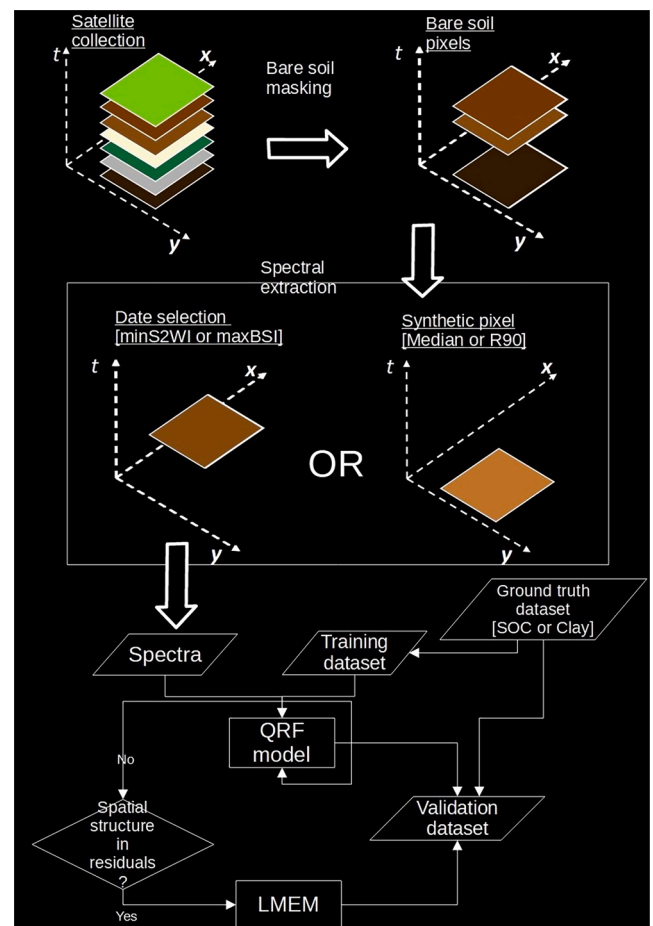 Satellite
collection
t
x
y
Bare soil
masking
Bare soil
pixels
t
x
y
Spectral
extraction
Date selection
[minS2WI or maxBSI]
t
x
y
OR
Synthetic pixel
[Median or R90]
t
x
y
Ground truth
dataset
[SOC or Clay]
Spectra
Training
dataset
QRF
model
No
Spatial
structure
in
residuals
?
Validation
dataset
Yes
LMEM